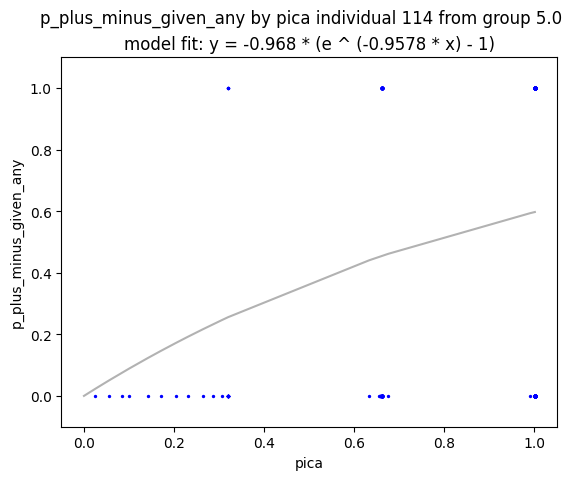 p_plus_minus_given_any by pica individual 114 from group 5.0
model fit: y = -0.968 * (e ^ (-0.9578 * x) - 1)
1.0
0.8
0.6
0.4
0.2
0.0
p_plus_minus_given_any
0.0 0.2 0.4 0.6 0.8 1.0
pica